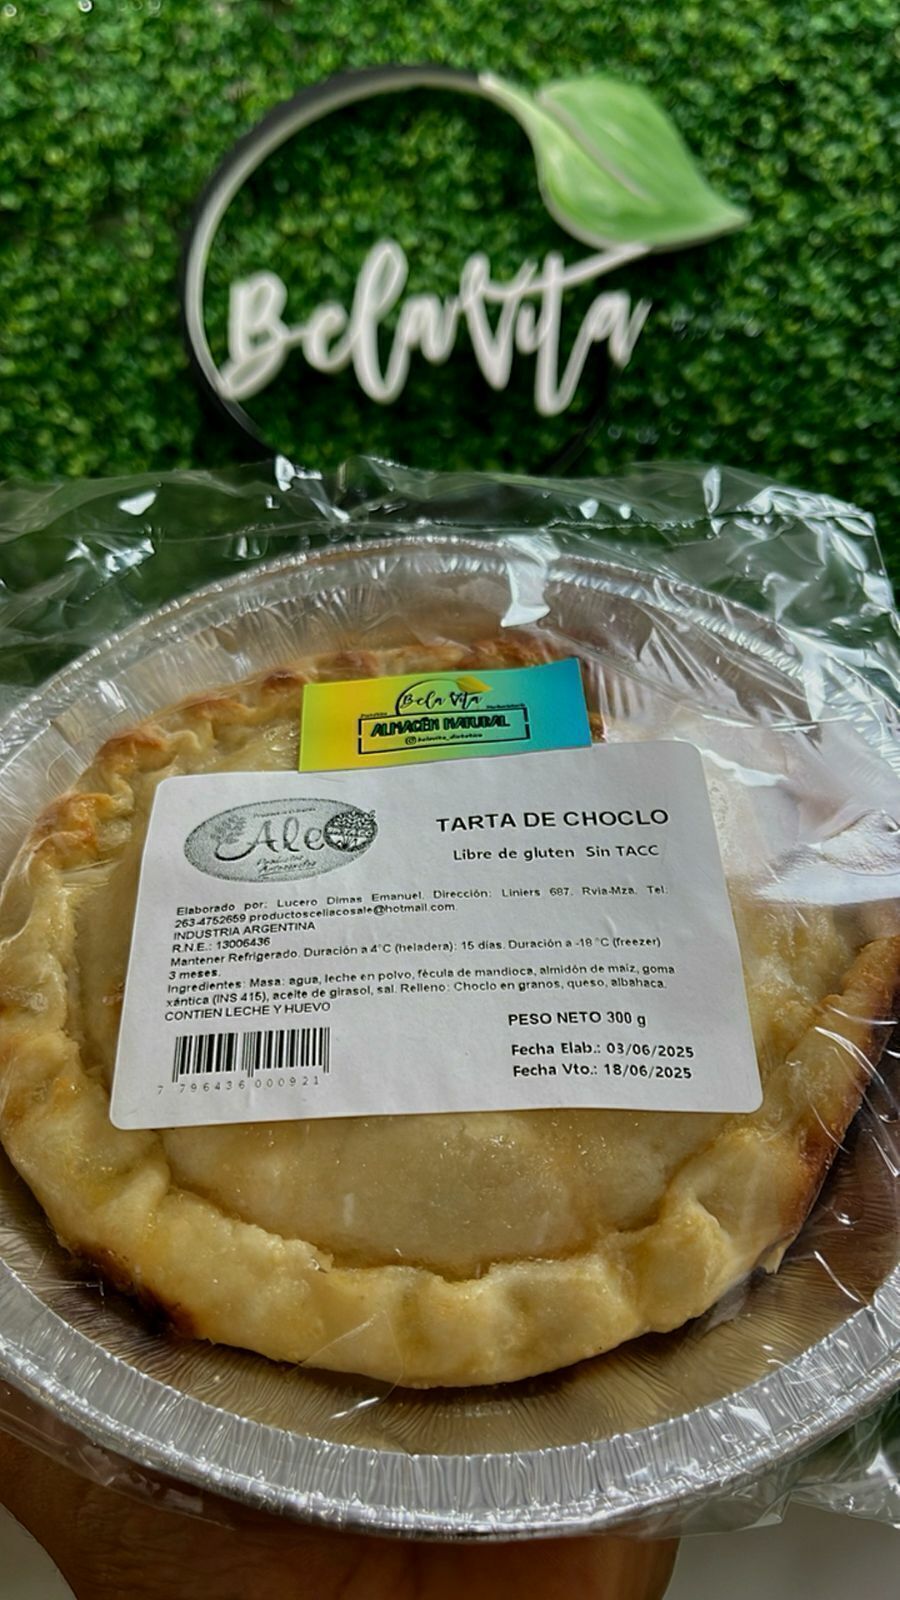 BelaVita
Bela Vita
ALMACÉN NATURAL
Ale
TARTA DE CHOCLO
Libre de gluten Sin TACC
Elaborado por: Lucero Dimas Emanuel. Dirección: Liniers 687. Rvia-Mza. Tel:
263-4752659 productosceliacosale@hotmail.com.
INDUSTRIA ARGENTINA
R.N.E.: 13006436
Mantener Refrigerado. Duración a 4°C (heladera): 15 días. Duración a -18 °C (freezer)
3 meses.
Ingredientes: Masa: agua, leche en polvo, fécula de mandioca, almidón de maíz, goma
xántica (INS 415), aceite de girasol, sal. Relleno: Choclo en granos, queso, albahaca.
CONTIEN LECHE Y HUEVO
PESO NETO 300 g
Fecha Elab.: 03/06/2025
Fecha Vto.: 18/06/2025
7 796436 000921